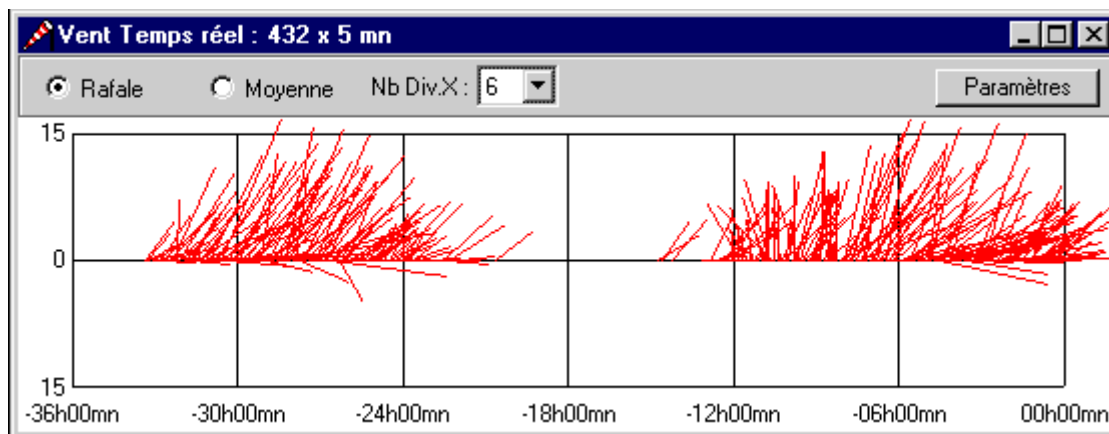 Vent Temps réel : 432 x 5 mn
Rafale Moyenne Nb Div.X : 6 Paramètres
15
0
15
-36h00mn -30h00mn -24h00mn -18h00mn -12h00mn -06h00mn 00h00mn